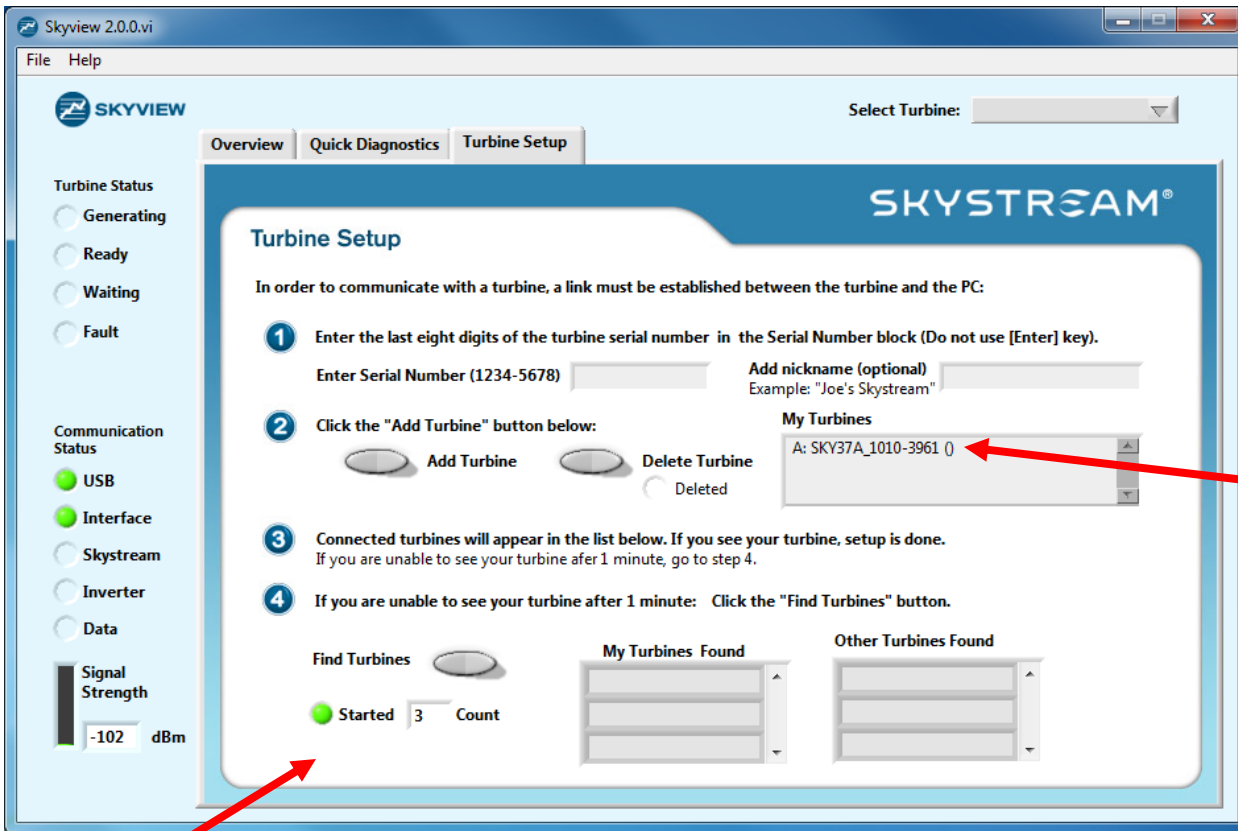 Skyview 2.0.0.vi
File Help
SKYVIEW
Select Turbine:
Overview Quick Diagnostics Turbine Setup
Turbine Status
Generating
Ready
Waiting
Fault
Communication
Status
USB
Interface
Skystream
Inverter
Data
Signal
Strength
-102 dBm
SKYSTREAM®
Turbine Setup
In order to communicate with a turbine, a link must be established between the turbine and the PC:
1 Enter the last eight digits of the turbine serial number in the Serial Number block (Do not use [Enter] key).
Enter Serial Number (1234-5678)
Add nickname (optional)
Example: "Joe's Skystream"
2 Click the "Add Turbine" button below:
Add Turbine
Delete Turbine
Deleted
My Turbines
A: SKY37A_1010-3961 ()
3 Connected turbines will appear in the list below. If you see your turbine, setup is done.
If you are unable to see your turbine afer 1 minute, go to step 4.
4 If you are unable to see your turbine after 1 minute: Click the "Find Turbines" button.
Find Turbines
Started 3 Count
My Turbines Found
Other Turbines Found